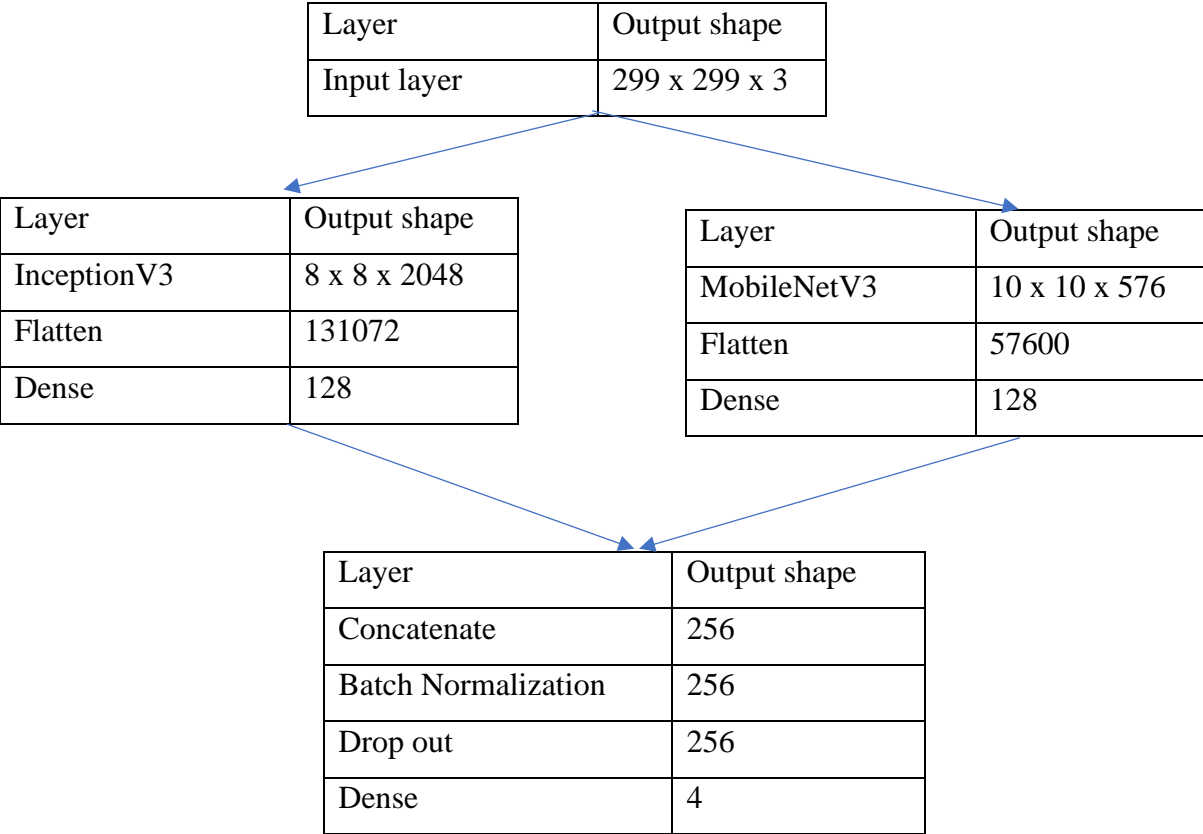 Layer Output shape
Input layer 299 x 299 x 3
Layer Output shape
InceptionV3 8 x 8 x 2048
Flatten 131072
Dense 128
Layer Output shape
MobileNetV3 10 x 10 x 576
Flatten 57600
Dense 128
Layer Output shape
Concatenate 256
Batch Normalization 256
Drop out 256
Dense 4